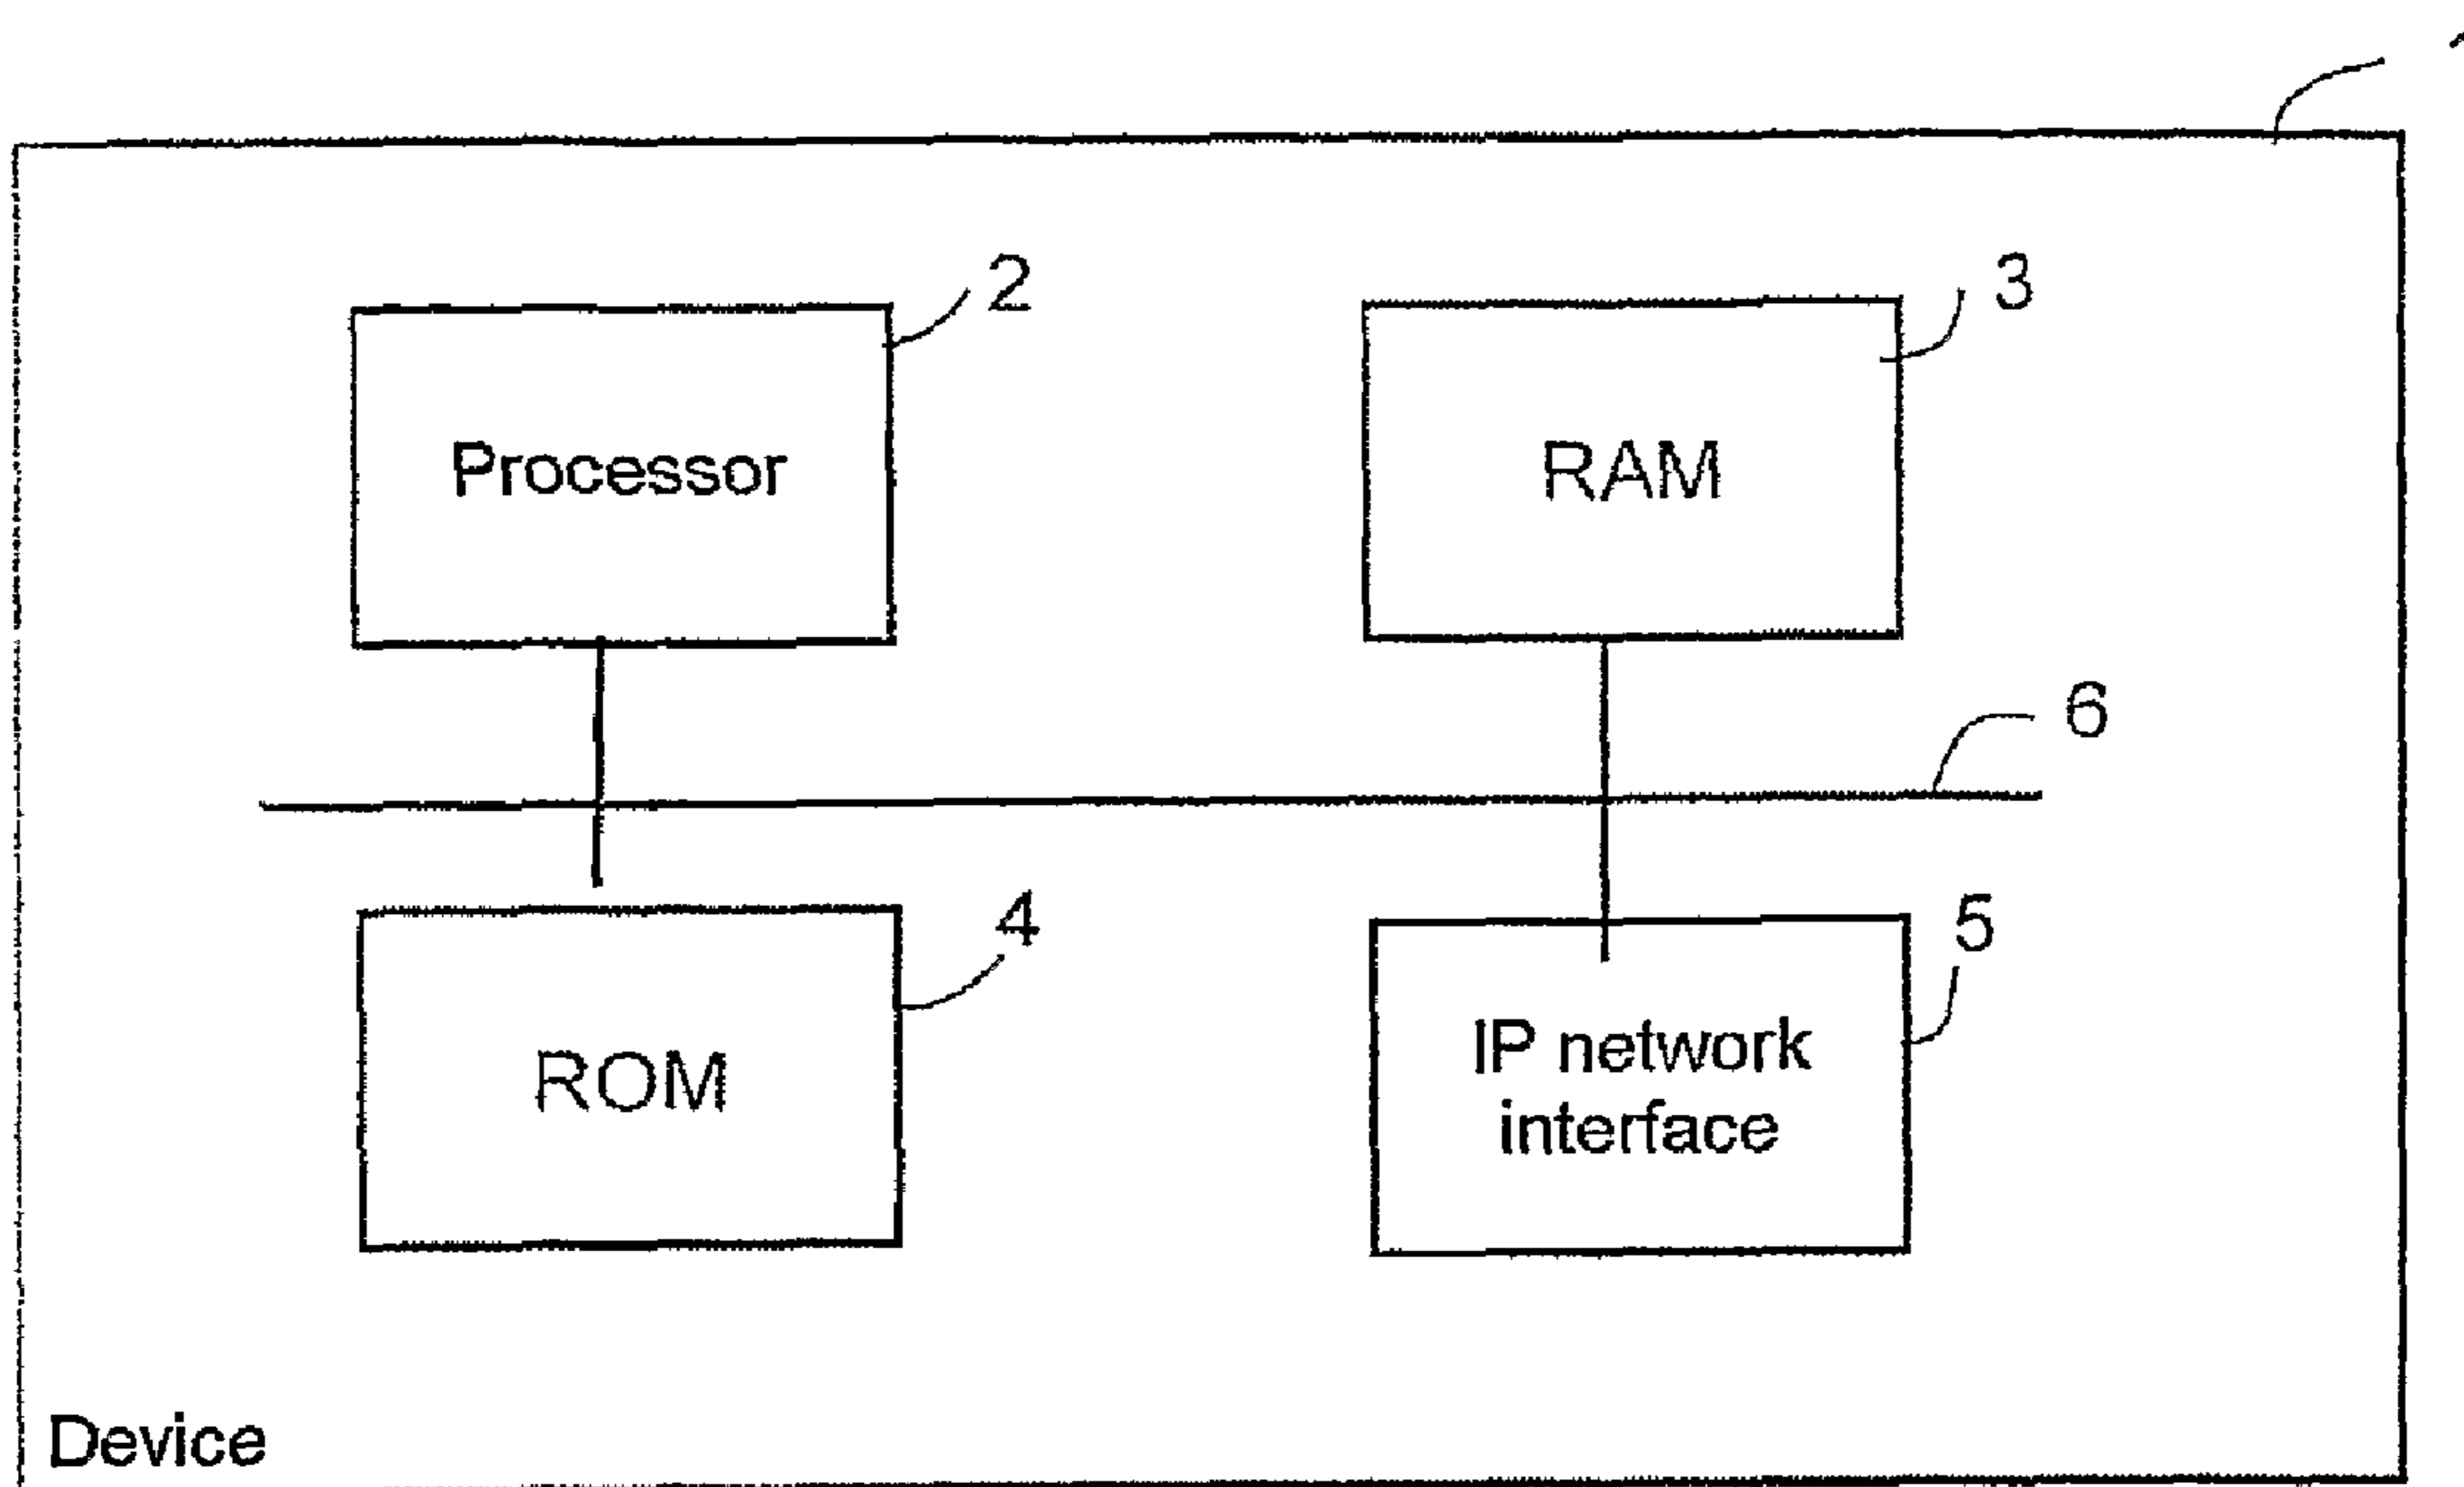 2
3
Processor
RAM
6
4
5
ROM
IP network
interface
Device